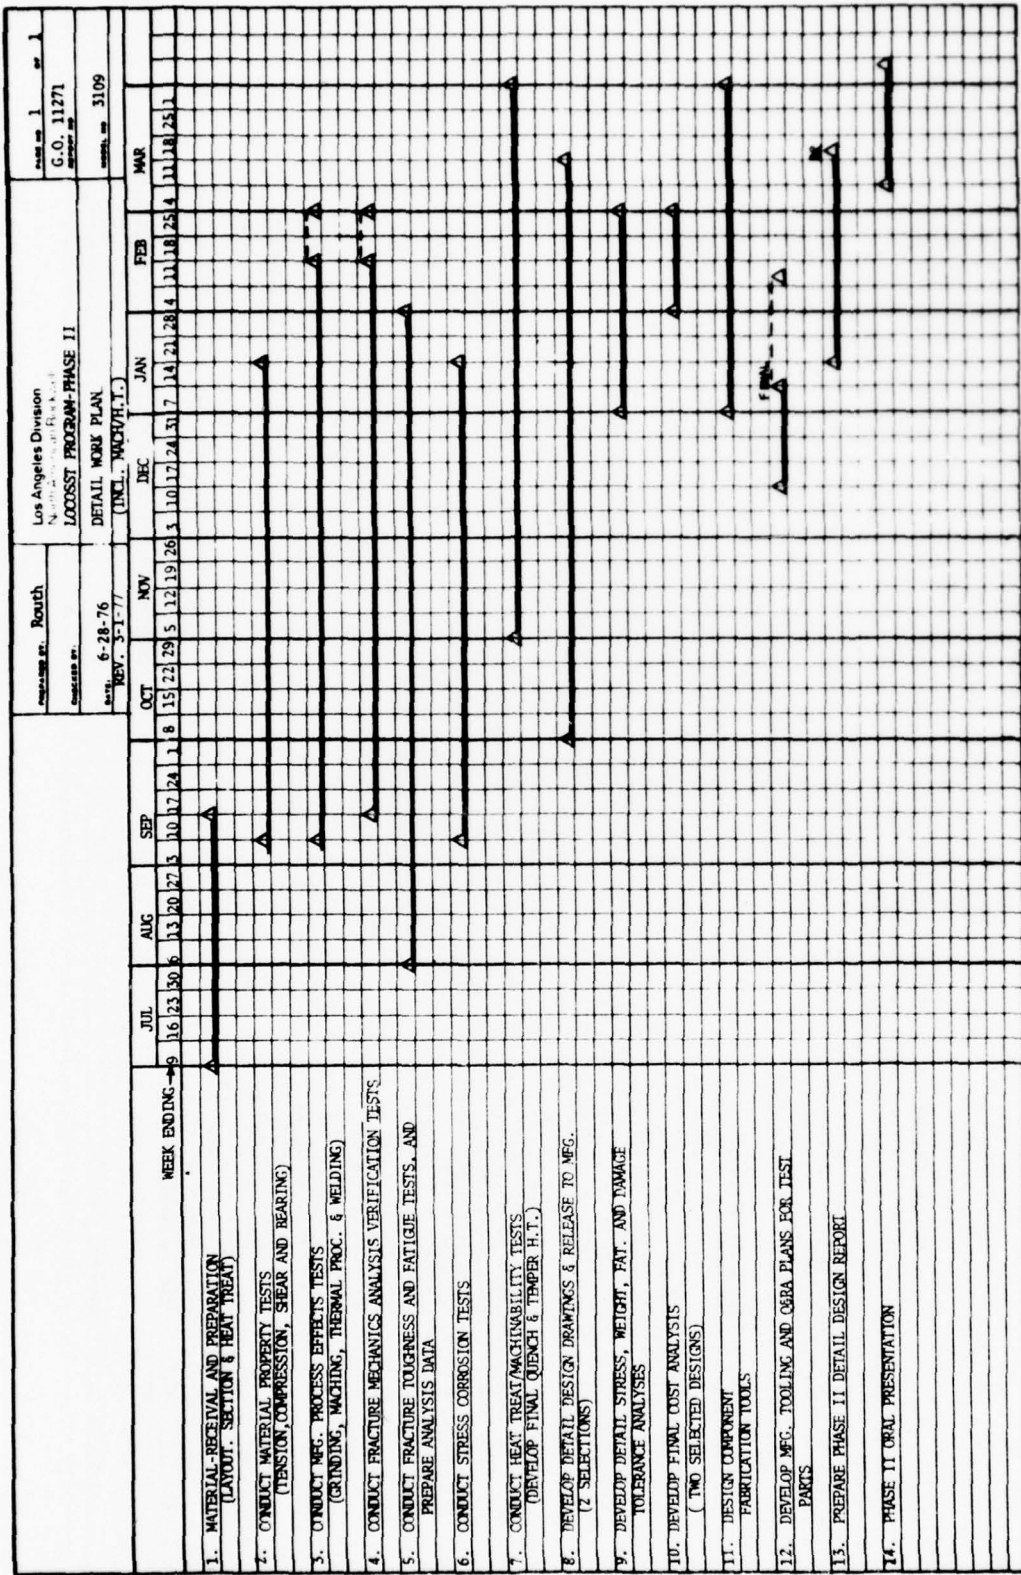 PREPARED BY: Routh
CHECKED BY:
DATE: 6-28-76
REV. 3-1-77
Los Angeles Division
North American Rockwell
LOCOSST PROGRAM-PHASE II
DETAIL WORK PLAN
(INCL. MACH/H.T.)
PAGE NO 1 OF 1
G.O. 11271
REPORT NO
MODEL NO 3109
JUL AUG SEP OCT NOV DEC JAN FEB MAR
WEEK ENDING 9 16 23 30 6 13 20 27 3 10 17 24 1 8 15 22 29 5 12 19 26 3 10 17 24 31 7 14 21 28 4 11 18 25 4 11 18 25 1
1. MATERIAL-RECEIVAL AND PREPARATION
(LAYOUT. SECTION & HEAT TREAT)
2. CONDUCT MATERIAL PROPERTY TESTS
(TENSION, COMPRESSION, SHEAR AND BEARING)
3. CONDUCT MFG. PROCESS EFFECTS TESTS
(GRINDING, MACHING, THERMAL PROC. & WELDING)
4. CONDUCT FRACTURE MECHANICS ANALYSIS VERIFICATION TESTS
5. CONDUCT FRACTURE TOUGHNESS AND FATIGUE TESTS, AND
PREPARE ANALYSIS DATA
6. CONDUCT STRESS CORROSION TESTS
7. CONDUCT HEAT TREAT/MACHINABILITY TESTS
(DEVELOP FINAL QUENCH & TEMPER H.T.)
8. DEVELOP DETAIL DESIGN DRAWINGS & RELEASE TO MFG.
(2 SELECTIONS)
9. DEVELOP DETAIL STRESS, WEIGHT, FAT. AND DAMAGE
TOLERANCE ANALYSES
10. DEVELOP FINAL COST ANALYSIS
( TWO SELECTED DESIGNS)
11. DESIGN COMPONENT
FABRICATION TOOLS
12. DEVELOP MFG. TOOLING AND Q&RA PLANS FOR TEST
PARTS
FINAL
13. PREPARE PHASE II DETAIL DESIGN REPORT
14. PHASE II ORAL PRESENTATION